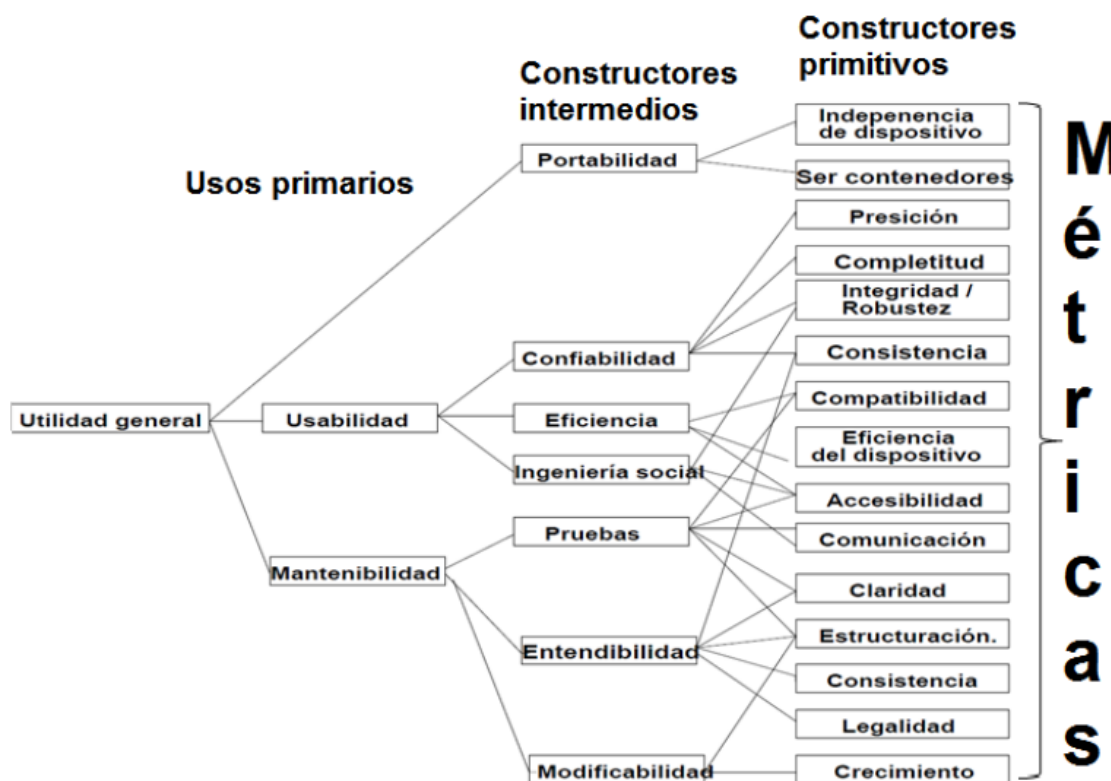 Constructores
primitivos
Constructores
intermedios
Usos primarios
Utilidad general
Usabilidad
Mantenibilidad
Portabilidad
Confiabilidad
Eficiencia
Ingeniería social
Pruebas
Entendibilidad
Modificabilidad
Indepenencia
de dispositivo
Ser contenedores
Presición
Completitud
Integridad /
Robustez
Consistencia
Compatibilidad
Eficiencia
del dispositivo
Accesibilidad
Comunicación
Claridad
Estructuración.
Consistencia
Legalidad
Crecimiento
Métricas